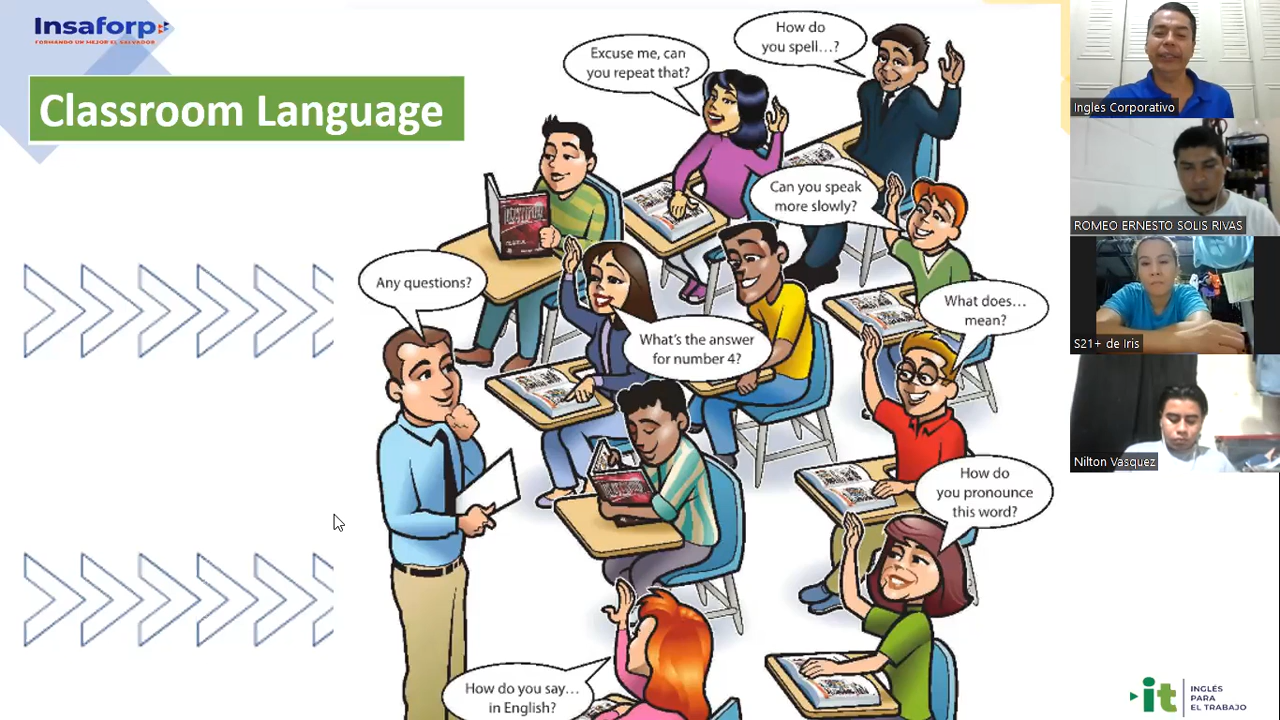 Insaforp
FORMANDO UN MEJOR EL SALVADOR
Classroom Language
How do
you spell...?
Excuse me, can
you repeat that?
Can you speak
more slowly?
Any questions?
What's the answer
for number 4?
What does...
mean?
How do
you pronounce
this word?
How do you say...
in English?
Ingles Corporativo
ROMEO ERNESTO SOLIS RIVAS
S21+ de Iris
Nilton Vasquez
it
INGLÉS
PARA
EL TRABAJO